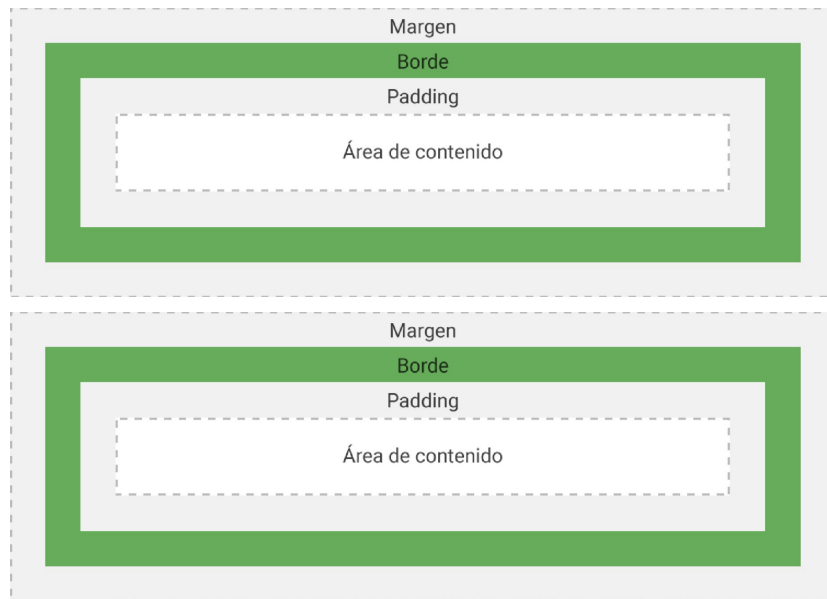 Margen
Borde
Padding
Área de contenido
Margen
Borde
Padding
Área de contenido